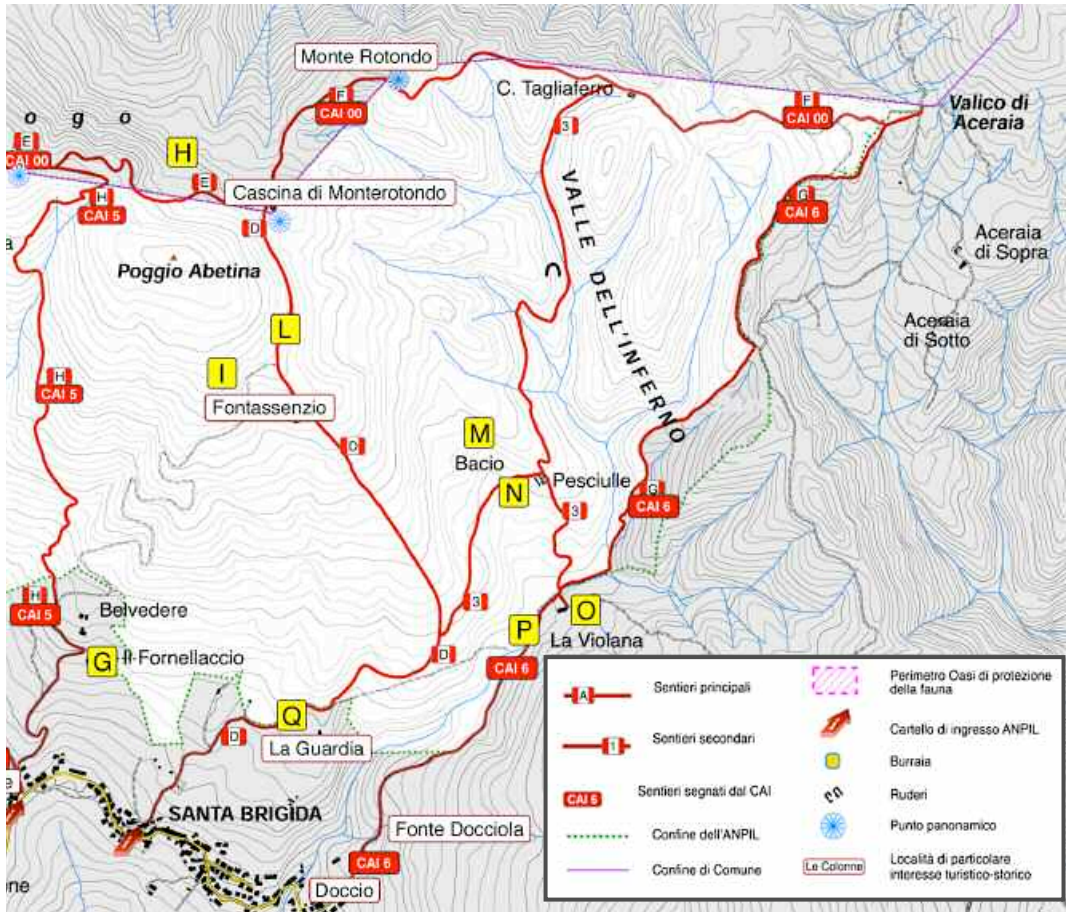 Monte Rotondo
F
CAI 00
C. Tagliaferro
F
CAI 00
Valico di
Aceraia
o g o
E
CAI 00
H
E
3
H
CAI 5
Cascina di Monterotondo
D
G
CAI 6
VALLE DELL'INFERNO
Aceraia
di Sopra
a
Poggio Abetina
L
Aceraia
di Sotto
I
H
CAI 5
Fontassenzio
D
M
Bacio
N
Pesciulle
G
CAI 6
3
H
CAI 5
Belvedere
3
O
P
La Violana
G
Il Fornellaccio
D
CAI 6
Q
D
La Guardia
e
SANTA BRIGIDA
Fonte Docciola
CAI 6
Doccio
one
A
Sentieri principali
1
Sentieri secondari
CAI 6
Sentieri segnati dal CAI
Confine dell'ANPIL
Confine di Comune
Perimetro Oasi di protezione
della fauna
Cartello di ingresso ANPIL
Burraia
Ruderi
Punto panoramico
Le Colonne
Località di particolare
interesse turistico-storico